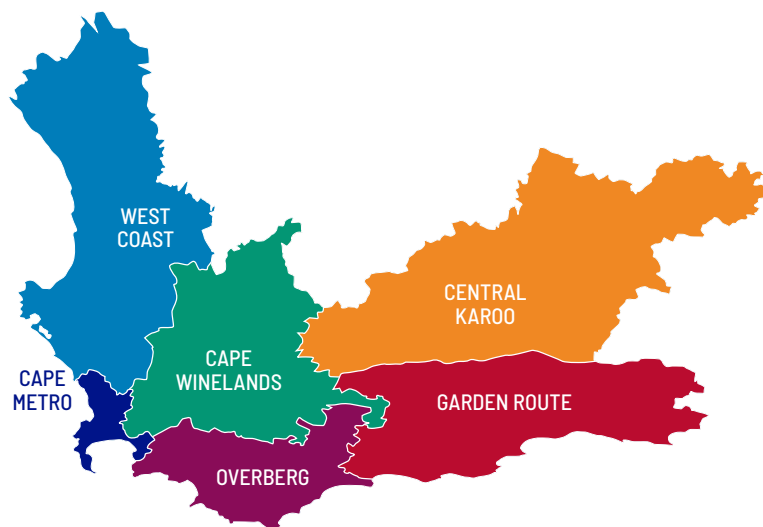 WEST
COAST
CENTRAL
KAROO
CAPE
WINELANDS
CAPE
METRO
GARDEN ROUTE
OVERBERG